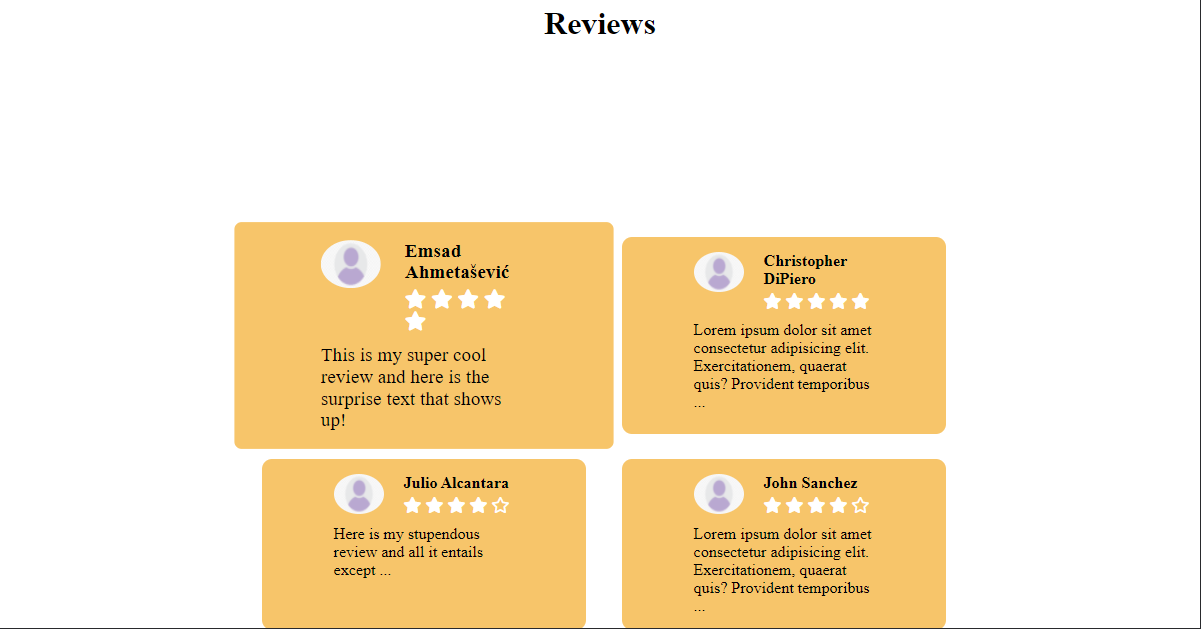 Reviews
Emsad
Ahmetašević
This is my super cool
review and here is the
surprise text that shows
up!
Christopher
DiPiero
Lorem ipsum dolor sit amet
consectetur adipisicing elit.
Exercitationem, quaerat
quis? Provident temporibus
...
Julio Alcantara
Here is my stupendous
review and all it entails
except ...
John Sanchez
Lorem ipsum dolor sit amet
consectetur adipisicing elit.
Exercitationem, quaerat
quis? Provident temporibus
...